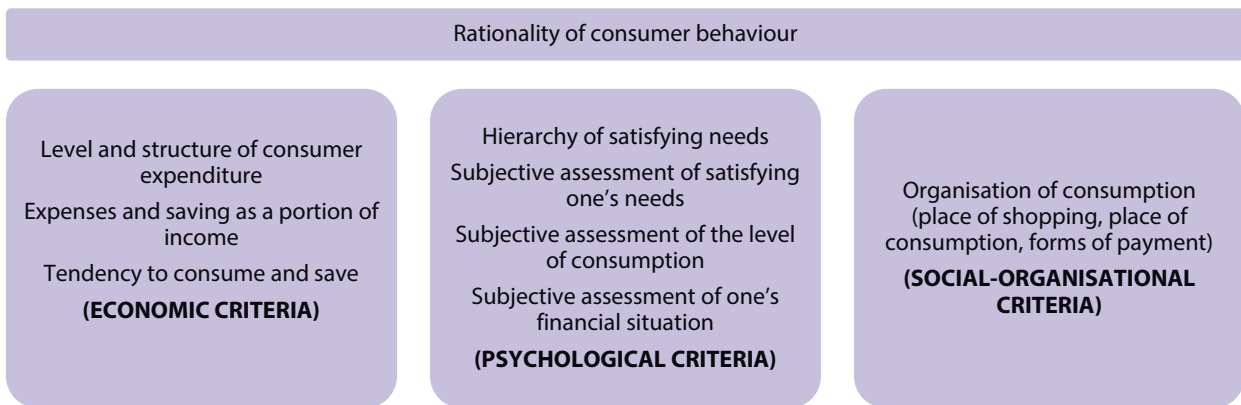 Rationality of consumer behaviour
Level and structure of consumer
expenditure
Expenses and saving as a portion of
income
Tendency to consume and save
(ECONOMIC CRITERIA)
Hierarchy of satisfying needs
Subjective assessment of satisfying
one’s needs
Subjective assessment of the level
of consumption
Subjective assessment of one’s
financial situation
(PSYCHOLOGICAL CRITERIA)
Organisation of consumption
(place of shopping, place of
consumption, forms of payment)
(SOCIAL-ORGANISATIONAL
CRITERIA)